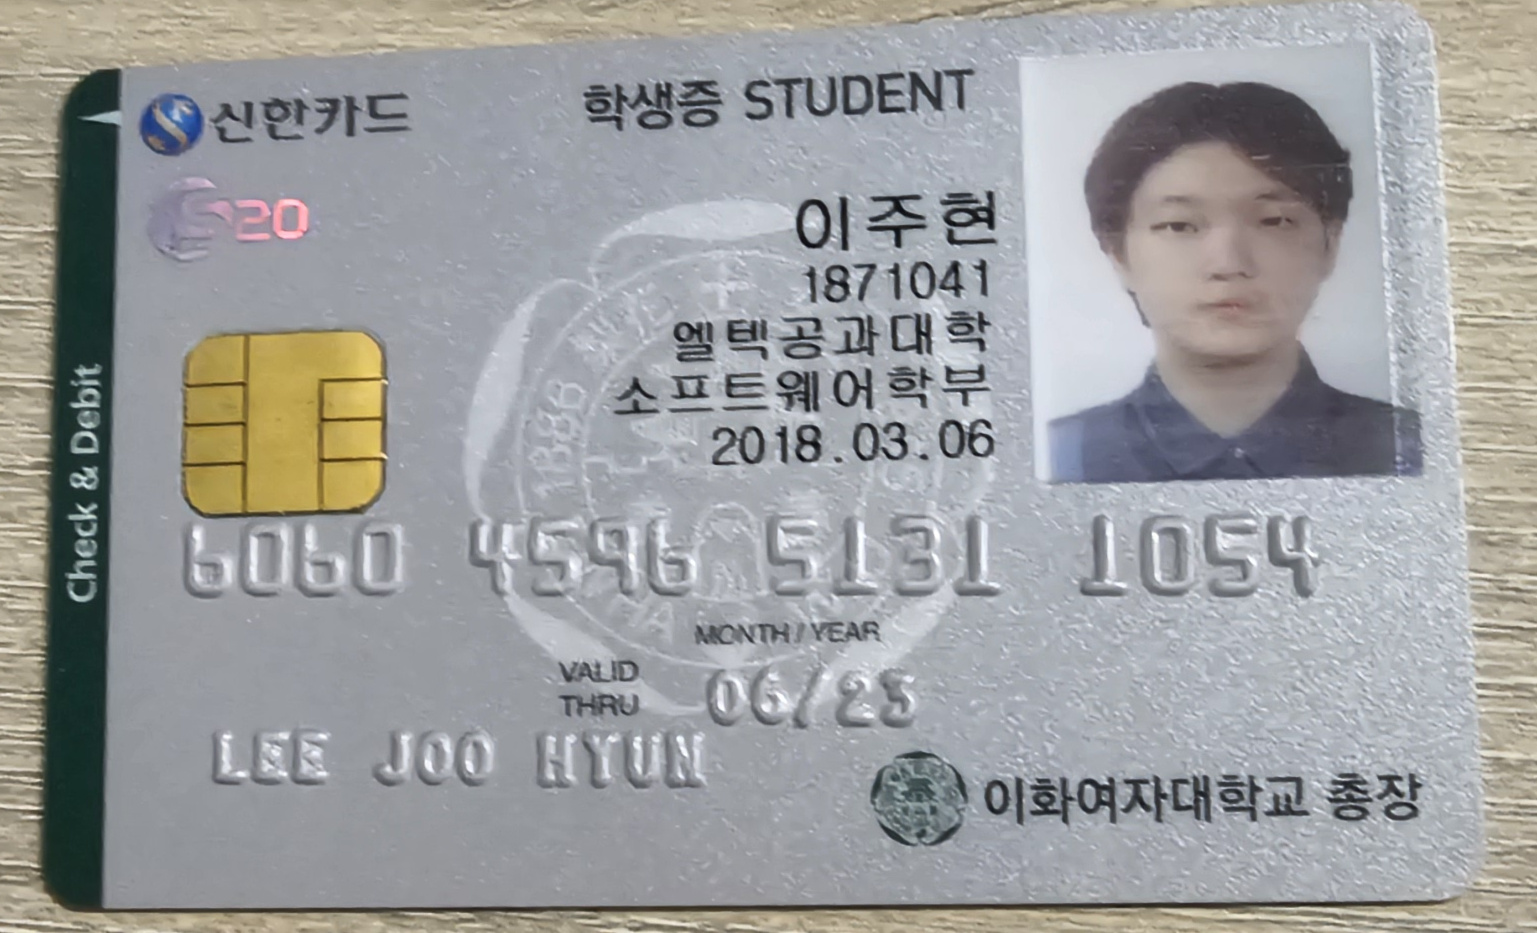 신한카드
학생증 STUDENT
S20
이주현
1871041
엘텍공과대학
소프트웨어학부
2018.03.06
Check & Debit
6060 4596 5131 1054
MONTH / YEAR
VALID
THRU
LEE JOO HYUN
이화여자대학교 총장